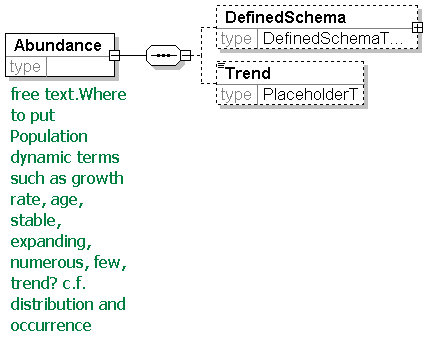 DefinedSchema
type DefinedSchemaT...
Abundance
type
Trend
type PlaceholderT
free text.Where
to put
Population
dynamic terms
such as growth
rate, age,
stable,
expanding,
numerous, few,
trend? c.f.
distribution and
occurrence